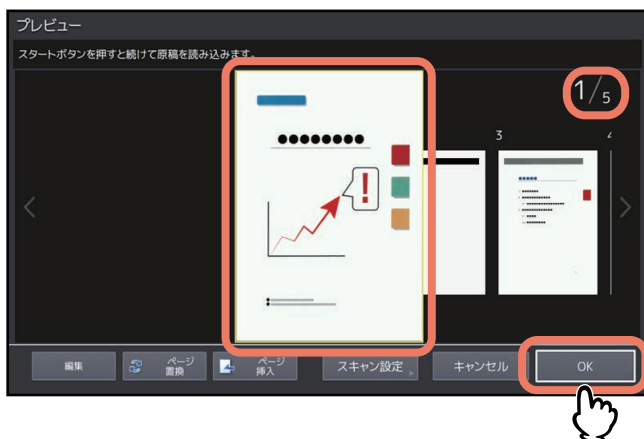 プレビュー
スタートボタンを押すと続けて原稿を読み込みます。
1/5
3
4
!
編集
ページ
置換
ページ
挿入
スキャン設定
キャンセル
OK